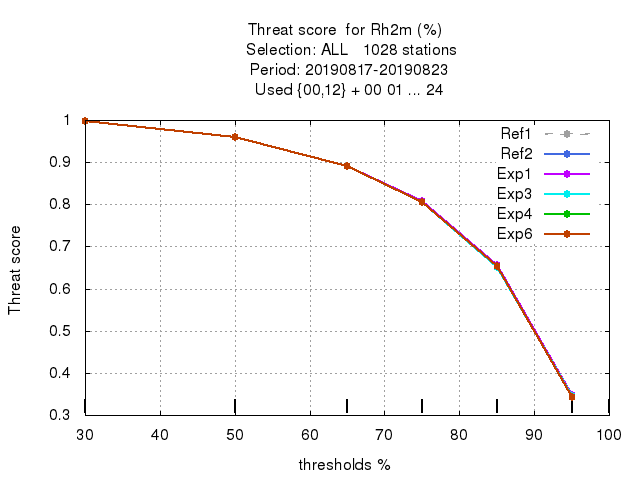 Threat score for Rh2m (%)
Selection: ALL 1028 stations
Period: 20190817-20190823
Used {00,12} + 00 01 ... 24
1
0.9
0.8
0.7
0.6
0.5
0.4
0.3
Threat score
Ref1
Ref2
Exp1
Exp3
Exp4
Exp6
30 40 50 60 70 80 90 100
thresholds %